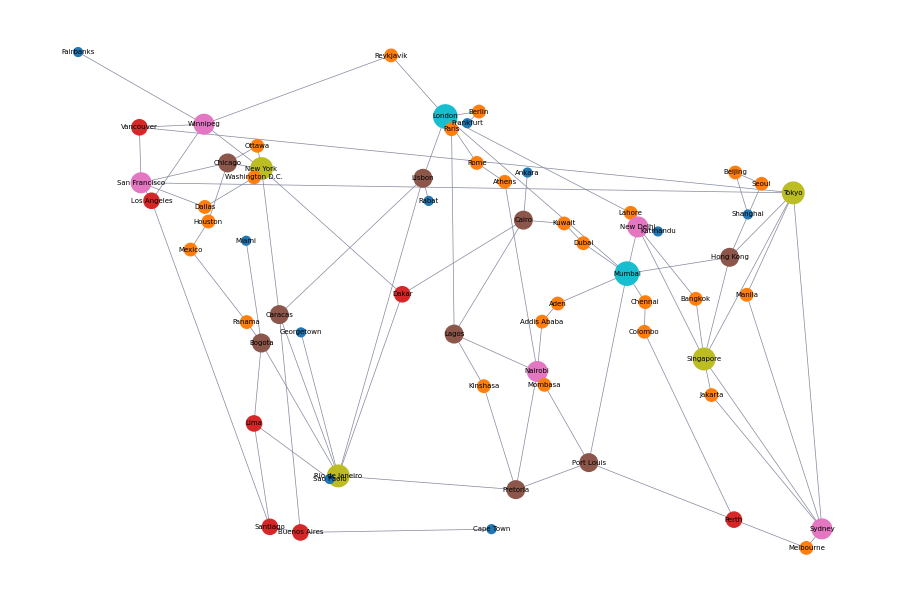 Fairbanks
Reykjavik
Berlin
London
Frankfurt
Vancouver
Winnipeg
Paris
Ottawa
Chicago
Rome
New York
Ankara
Beijing
Washington D.C.
Lisbon
Athens
San Francisco
Seoul
Tokyo
Los Angeles
Rabat
Dallas
Lahore
Shanghai
Houston
Cairo
Kuwait
New Delhi
Katmandu
Miami
Dubai
Mexico
Hong Kong
Mumbai
Dakar
Manila
Bangkok
Aden
Chennai
Caracas
Panama
Addis Ababa
Georgetown
Colombo
Lagos
Bogota
Singapore
Nairobi
Kinshasa
Mombasa
Jakarta
Lima
Port Louis
Rio de Janeiro
Pretoria
Perth
Santiago
Cape Town
Sydney
Buenos Aires
Melbourne